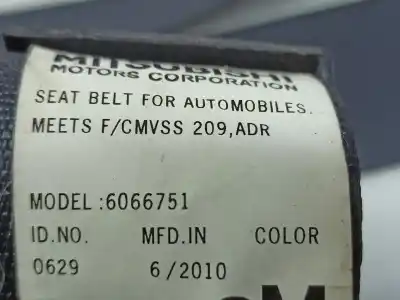 MITSUBISHI
MOTORS CORPORATION
SEAT BELT FOR AUTOMOBILES.
MEETS F/CMVSS 209,ADR
MODEL :6066751
ID.NO. MFD.IN COLOR
0629 6/2010